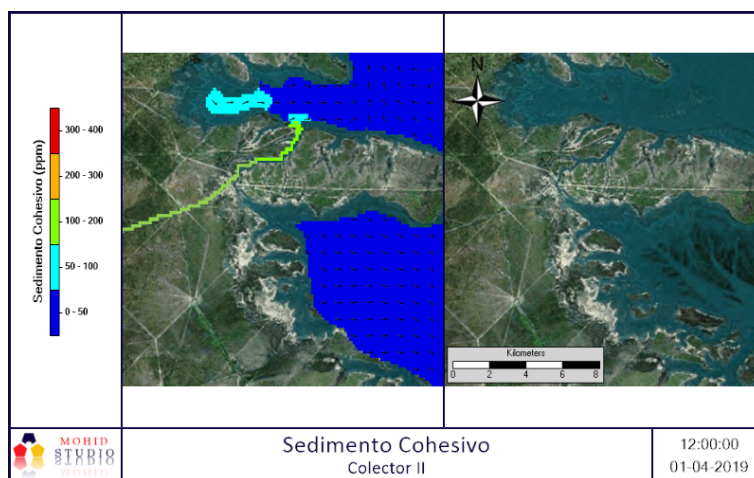 Sedimento Cohesivo (ppm)
300 - 400
200 - 300
100 - 200
50 - 100
0 - 50
N
Kilometers
0 2 4 6 8
MOHID
STUDIO
Sedimento Cohesivo
Colector II
12:00:00
01-04-2019